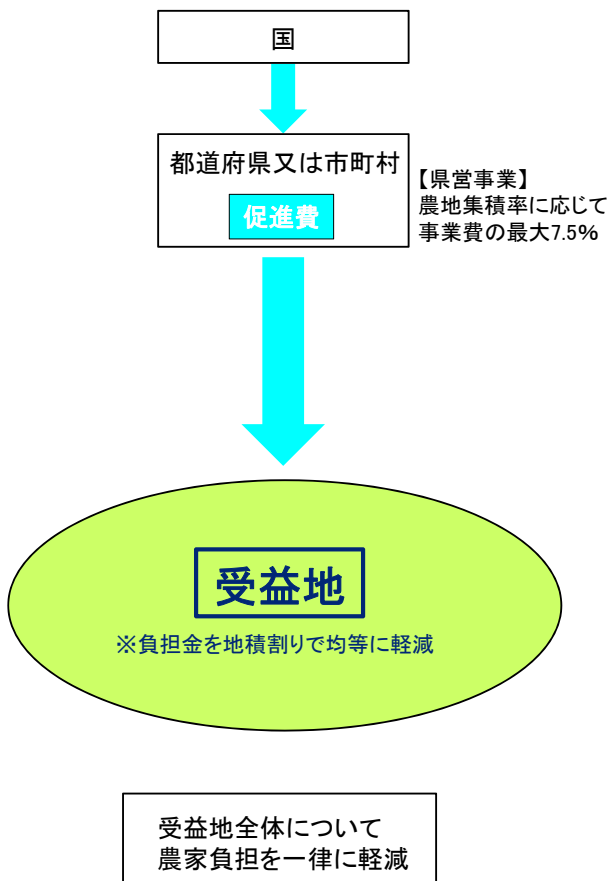 国
都道府県又は市町村
促進費
【県営事業】
農地集積率に応じて
事業費の最大7.5%
受益地
※負担金を地積割りで均等に軽減
受益地全体について
農家負担を一律に軽減